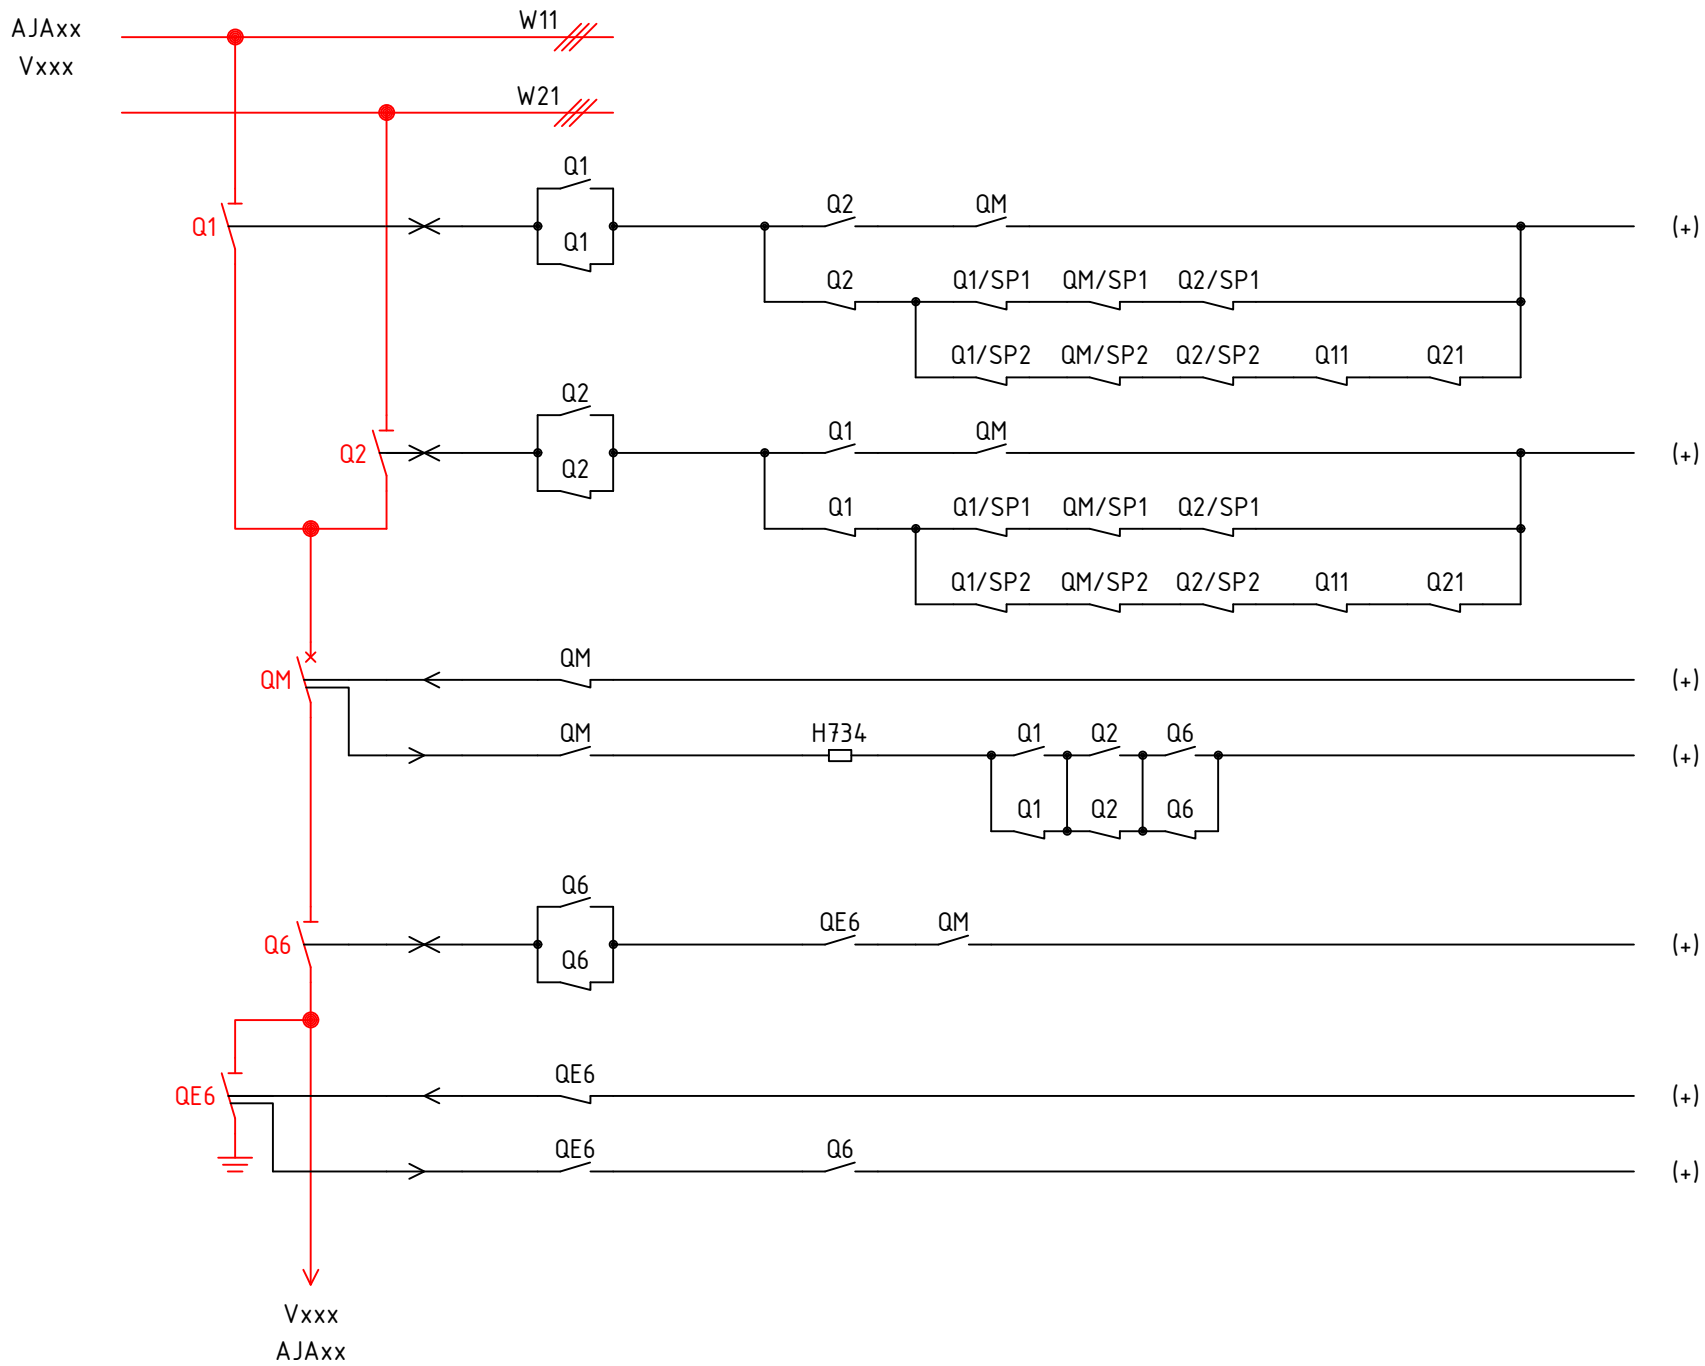 AJAxx
Vxxx
W11
W21
Q1
Q1
Q2 QM
Q1
Q2 Q1/SP1 QM/SP1 Q2/SP1
Q1/SP2 QM/SP2 Q2/SP2 Q11 Q21
(+)
Q2
Q2
Q1 QM
Q2
Q1 Q1/SP1 QM/SP1 Q2/SP1
Q1/SP2 QM/SP2 Q2/SP2 Q11 Q21
(+)
QM
QM
(+)
QM H734 Q1 Q2 Q6
Q1 Q2 Q6
(+)
Q6
Q6
QE6 QM
Q6
(+)
QE6
QE6
(+)
QE6 Q6
(+)
Vxxx
AJAxx